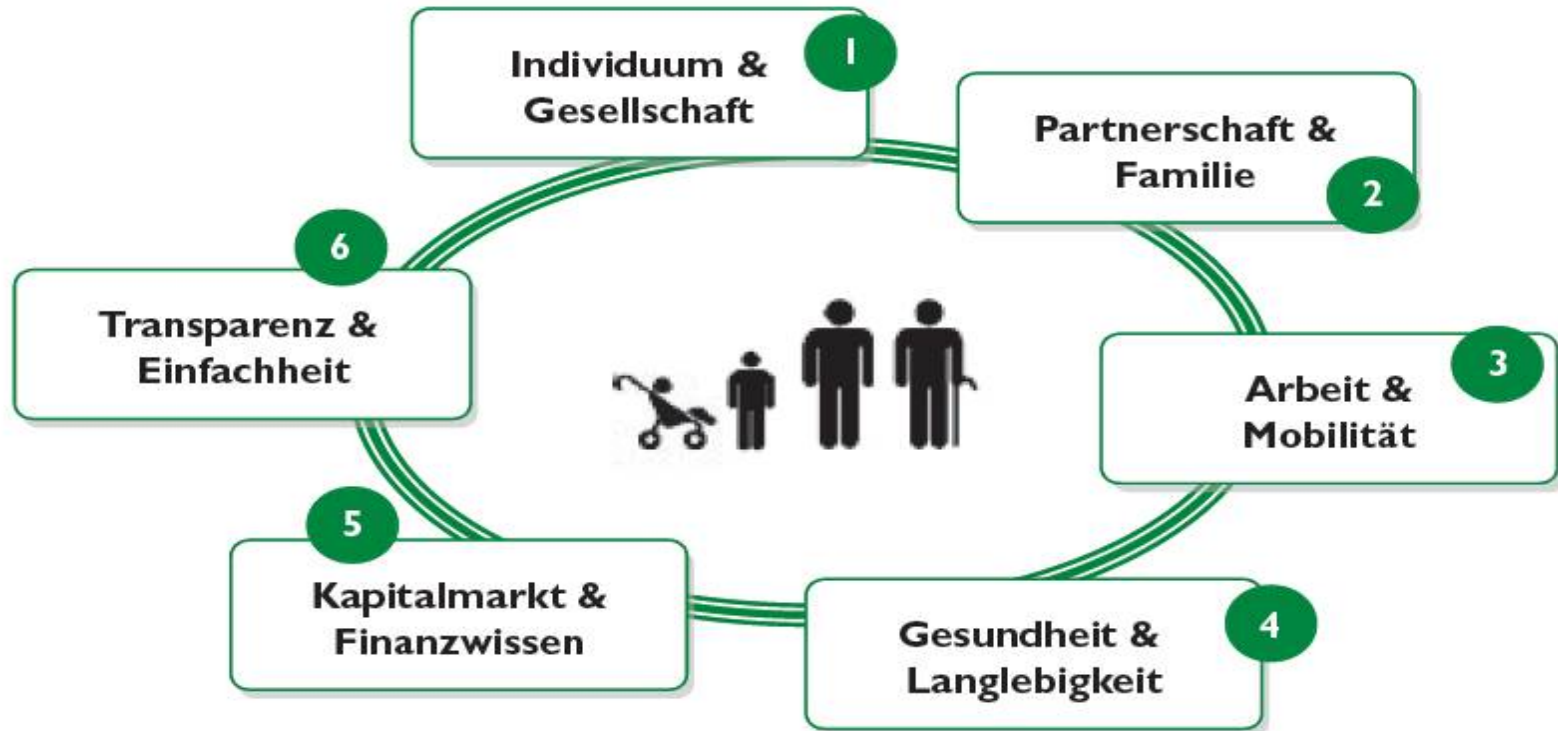 1
Individuum &
Gesellschaft
2
Partnerschaft &
Familie
3
Arbeit &
Mobilität
4
Gesundheit &
Langlebigkeit
5
Kapitalmarkt &
Finanzwissen
6
Transparenz &
Einfachheit